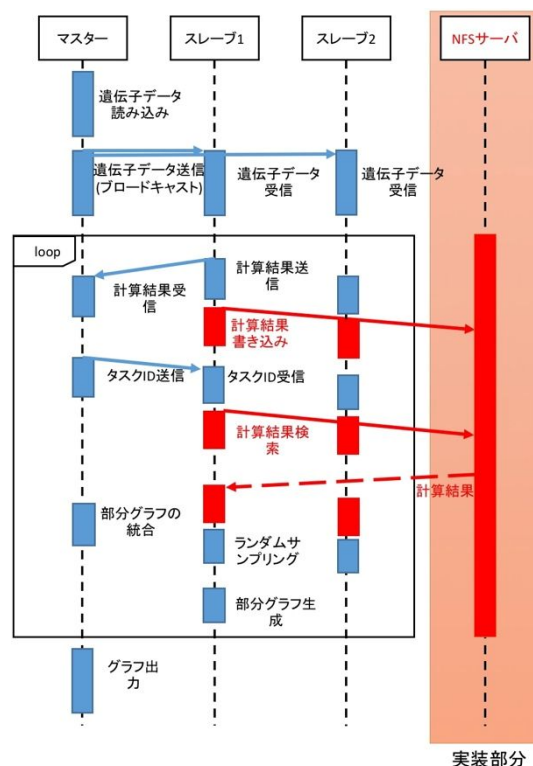 マスター
スレーブ1
スレーブ2
NFSサーバ
遺伝子データ
読み込み
遺伝子データ送信
(ブロードキャスト)
遺伝子データ
受信
遺伝子データ
受信
loop
計算結果送
信
計算結果受
信
計算結果
書き込み
タスクID送信
タスクID受信
計算結果検
索
計算結果
部分グラフの
統合
ランダムサ
ンプリング
部分グラフ生
成
グラフ出
力
実装部分